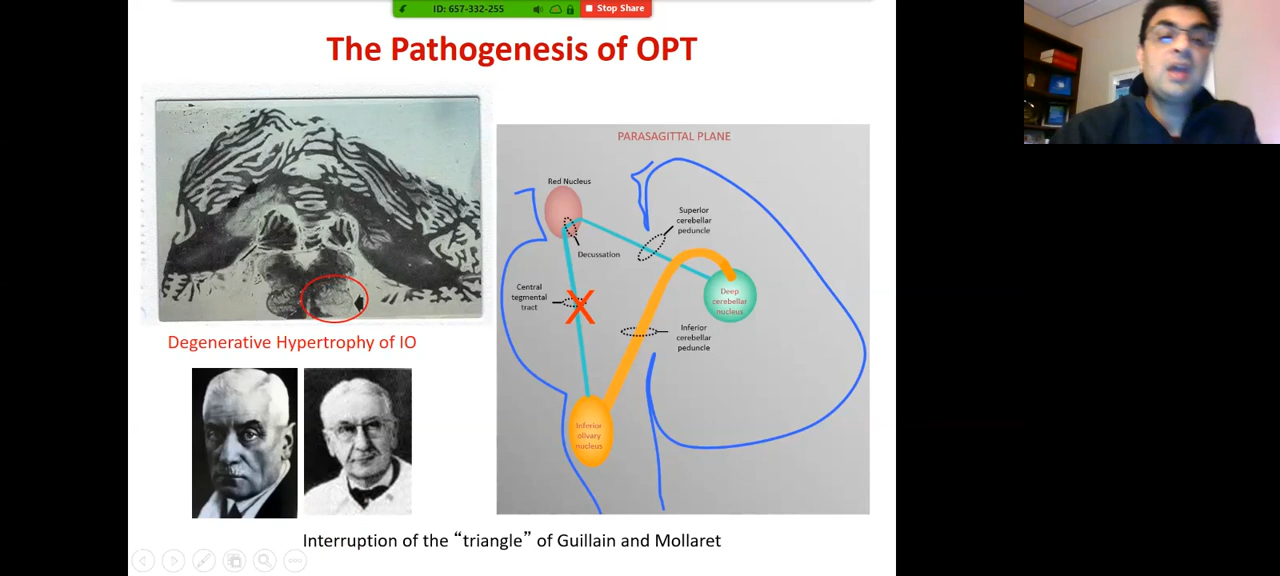 ID: 657-332-255
Stop Share
The Pathogenesis of OPT
PARASAGITTAL PLANE
Red Nucleus
Superior
cerebellar
peduncle
Decussation
Central
tegmental
tract
Deep
cerebellar
nucleus
Inferior
cerebellar
peduncle
Inferior
olivary
nucleus
Degenerative Hypertrophy of IO
Interruption of the “triangle” of Guillain and Mollaret